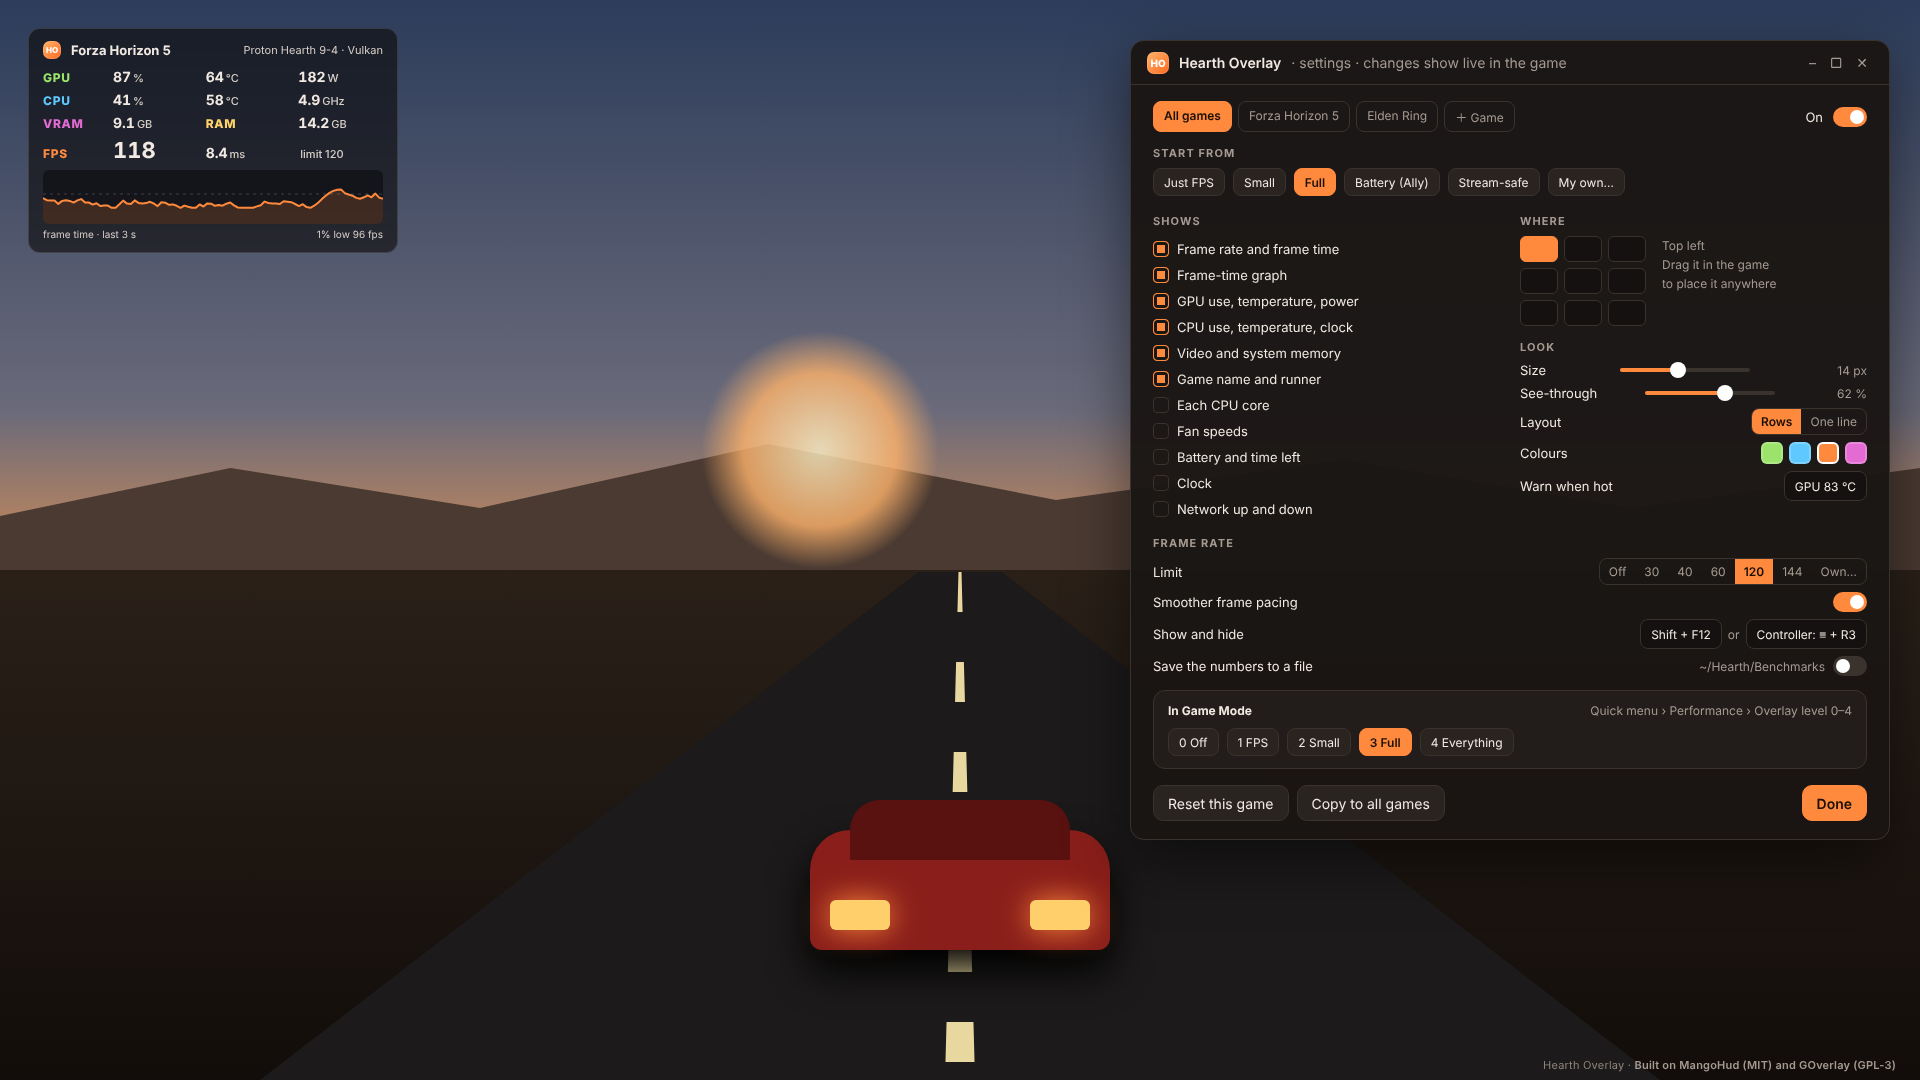 HO Forza Horizon 5 Proton Hearth 9-4 · Vulkan
GPU 87 % 64 °C 182 W
CPU 41 % 58 °C 4.9 GHz
VRAM 9.1 GB RAM 14.2 GB
FPS 118 8.4 ms limit 120
frame time · last 3 s 1% low 96 fps
HO Hearth Overlay · settings · changes show live in the game
All games Forza Horizon 5 Elden Ring + Game On
START FROM
Just FPS Small Full Battery (Ally) Stream-safe My own...
SHOWS
Frame rate and frame time
Frame-time graph
GPU use, temperature, power
CPU use, temperature, clock
Video and system memory
Game name and runner
Each CPU core
Fan speeds
Battery and time left
Clock
Network up and down
WHERE
Top left
Drag it in the game
to place it anywhere
LOOK
Size 14 px
See-through 62 %
Layout Rows One line
Colours
Warn when hot GPU 83 °C
FRAME RATE
Limit Off 30 40 60 120 144 Own...
Smoother frame pacing
Show and hide Shift + F12 or Controller: ≡ + R3
Save the numbers to a file ~/Hearth/Benchmarks
In Game Mode Quick menu › Performance › Overlay level 0–4
0 Off 1 FPS 2 Small 3 Full 4 Everything
Reset this game Copy to all games Done
Hearth Overlay · Built on MangoHud (MIT) and GOverlay (GPL-3)